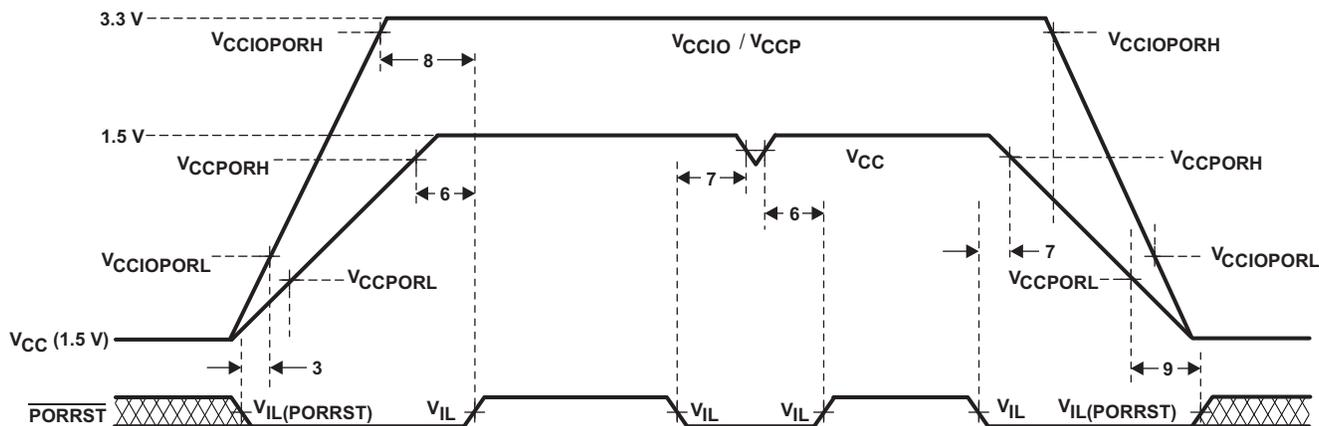 3.3 V
VCCIOPORH
8
VCCIO / VCCP
VCCIOPORH
1.5 V
VCCPORH
6
7
VCC
6
VCCPORH
VCCIOPORL
VCCPORL
7
VCCPORL
VCCIOPORL
VCC (1.5 V)
3
9
PORRST
VIL(PORRST)
VIL
VIL
VIL
VIL
VIL(PORRST)